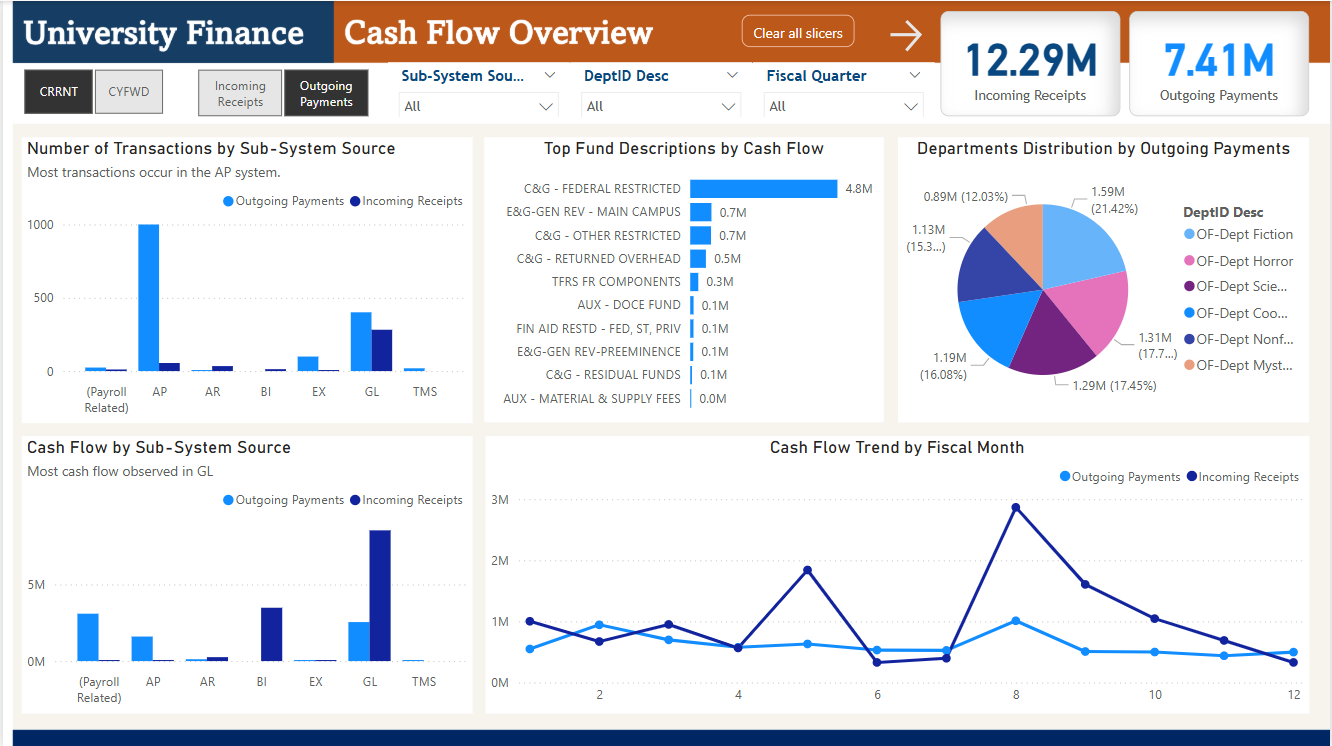 University Finance
Cash Flow Overview
Clear all slicers
12.29M
Incoming Receipts
7.41M
Outgoing Payments
CRRNT
CYFWD
Incoming
Receipts
Outgoing
Payments
Sub-System Sou...
All
DeptID Desc
All
Fiscal Quarter
All
Number of Transactions by Sub-System Source
Most transactions occur in the AP system.
Outgoing Payments
Incoming Receipts
1000
500
0
(Payroll
Related)
AP
AR
BI
EX
GL
TMS
Top Fund Descriptions by Cash Flow
C&G - FEDERAL RESTRICTED 4.8M
E&G-GEN REV - MAIN CAMPUS 0.7M
C&G - OTHER RESTRICTED 0.7M
C&G - RETURNED OVERHEAD 0.5M
TFRS FR COMPONENTS 0.3M
AUX - DOCE FUND 0.1M
FIN AID RESTD - FED, ST, PRIV 0.1M
E&G-GEN REV-PREEMINENCE 0.1M
C&G - RESIDUAL FUNDS 0.1M
AUX - MATERIAL & SUPPLY FEES 0.0M
Departments Distribution by Outgoing Payments
1.59M
(21.42%)
1.31M
(17.7...)
1.29M (17.45%)
1.19M
(16.08%)
1.13M
(15.3...)
0.89M (12.03%)
DeptID Desc
OF-Dept Fiction
OF-Dept Horror
OF-Dept Scie...
OF-Dept Coo...
OF-Dept Nonf...
OF-Dept Myst...
Cash Flow by Sub-System Source
Most cash flow observed in GL
Outgoing Payments
Incoming Receipts
5M
0M
(Payroll
Related)
AP
AR
BI
EX
GL
TMS
Cash Flow Trend by Fiscal Month
Outgoing Payments
Incoming Receipts
3M
2M
1M
0M
2
4
6
8
10
12